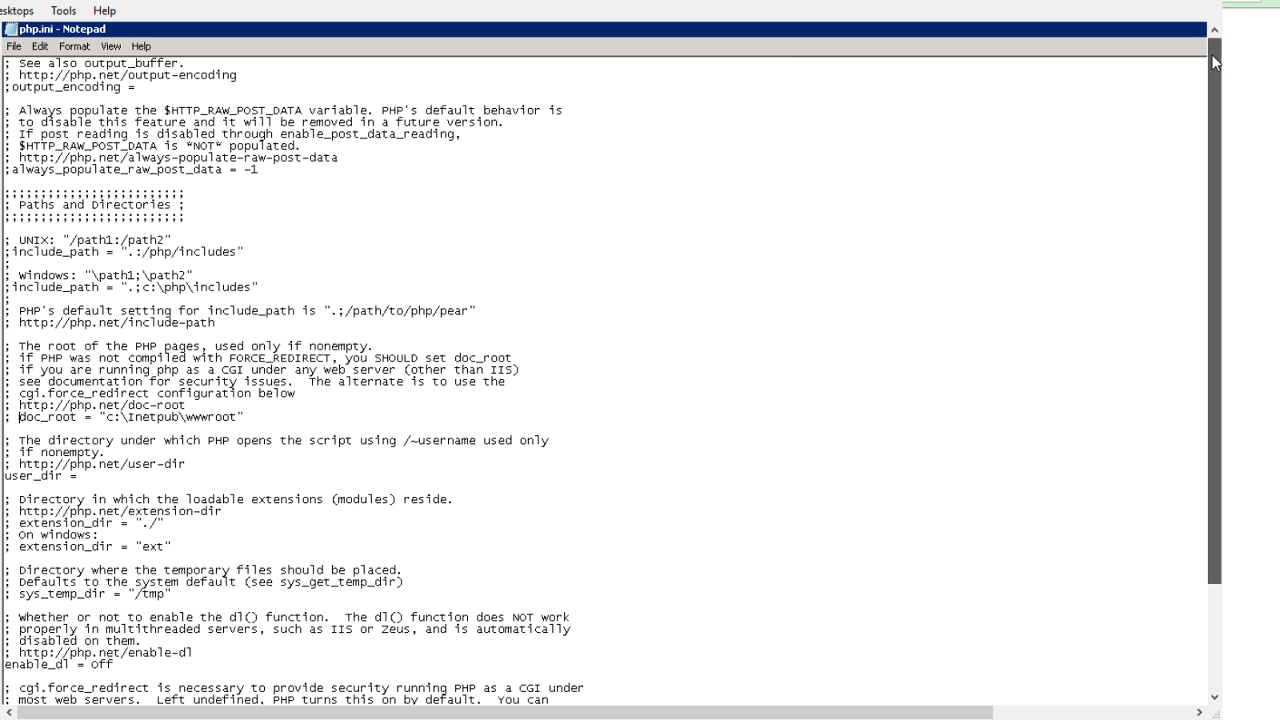 esktops Tools Help
php.ini - Notepad
File Edit Format View Help
; See also output_buffer.
; http://php.net/output-encoding
;output_encoding =
; Always populate the $HTTP_RAW_POST_DATA variable. PHP's default behavior is
; to disable this feature and it will be removed in a future version.
; If post reading is disabled through enable_post_data_reading,
; $HTTP_RAW_POST_DATA is *NOT* populated.
; http://php.net/always-populate-raw-post-data
;always_populate_raw_post_data = -1
;;;;;;;;;;;;;;;;;;;;;;;;;
; Paths and Directories ;
;;;;;;;;;;;;;;;;;;;;;;;;;
; UNIX: "/path1:/path2"
;include_path = ".:/php/includes"
;
; Windows: "\path1;\path2"
;include_path = ".;c:\php\includes"
;
; PHP's default setting for include_path is ".;/path/to/php/pear"
; http://php.net/include-path
; The root of the PHP pages, used only if nonempty.
; if PHP was not compiled with FORCE_REDIRECT, you SHOULD set doc_root
; if you are running php as a CGI under any web server (other than IIS)
; see documentation for security issues.  The alternate is to use the
; cgi.force_redirect configuration below
; http://php.net/doc-root
; doc_root = "c:\Inetpub\wwwroot"
; The directory under which PHP opens the script using /~username used only
; if nonempty.
; http://php.net/user-dir
user_dir =
; Directory in which the loadable extensions (modules) reside.
; http://php.net/extension-dir
; extension_dir = "./"
; On windows:
; extension_dir = "ext"
; Directory where the temporary files should be placed.
; Defaults to the system default (see sys_get_temp_dir)
; sys_temp_dir = "/tmp"
; Whether or not to enable the dl() function.  The dl() function does NOT work
; properly in multithreaded servers, such as IIS or Zeus, and is automatically
; disabled on them.
; http://php.net/enable-dl
enable_dl = Off
; cgi.force_redirect is necessary to provide security running PHP as a CGI under
; most web servers.  Left undefined, PHP turns this on by default.  You can